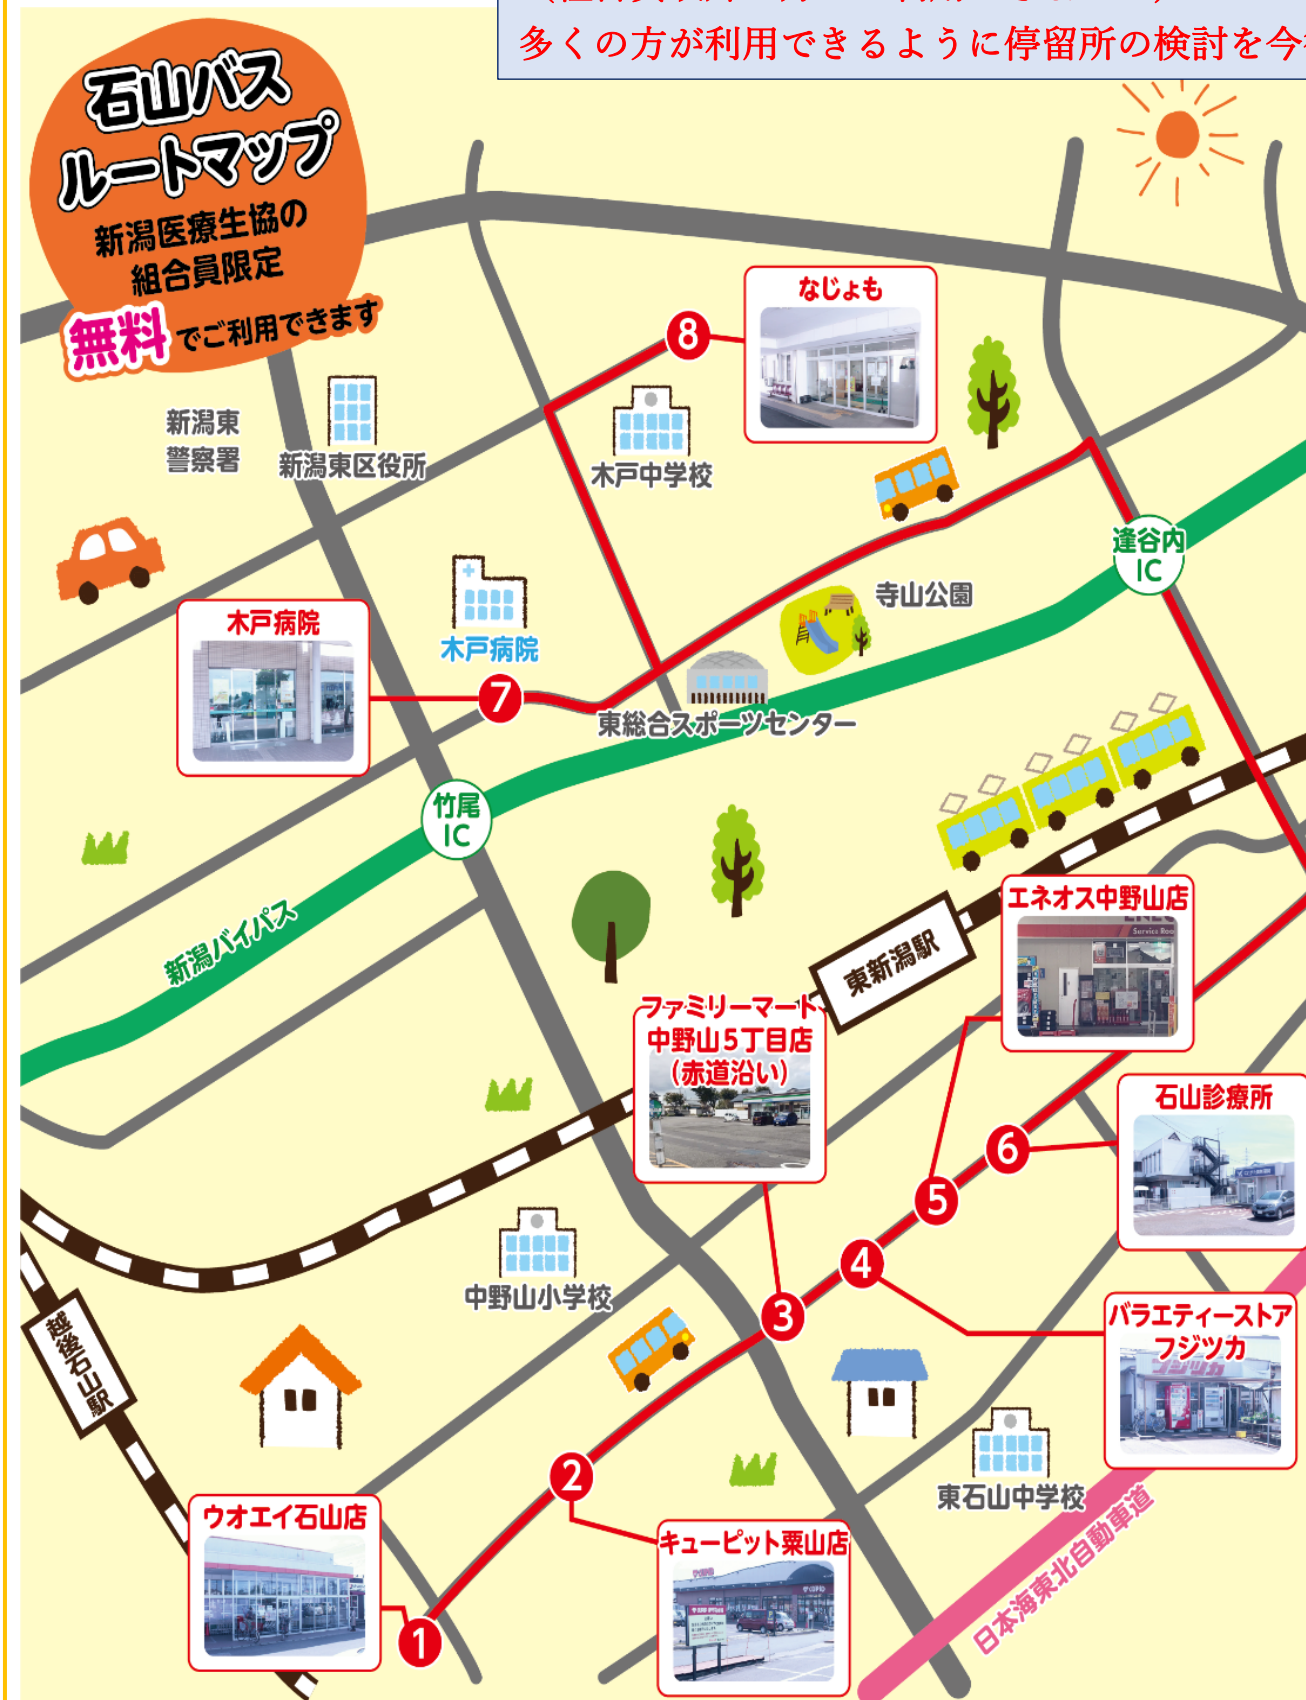 多くの方が利用できるように停留所の検討を今
石山バス
ルートマップ
新潟医療生協の
組合員限定
無料でご利用できます
なじょも
8
新潟東
警察署
新潟東区役所
木戸中学校
逢谷内
IC
寺山公園
木戸病院
木戸病院
7
東総合スポーツセンター
竹尾
IC
新潟バイパス
エネオス中野山店
Service Roo
東新潟駅
ファミリーマート
中野山5丁目店
(赤道沿い)
石山診療所
6
5
4
中野山小学校
3
バラエティーストア
フジツカ
フジツカ
越後石山駅
2
東石山中学校
ウオエイ石山店
キューピット粟山店
日本海東北自動車道
1